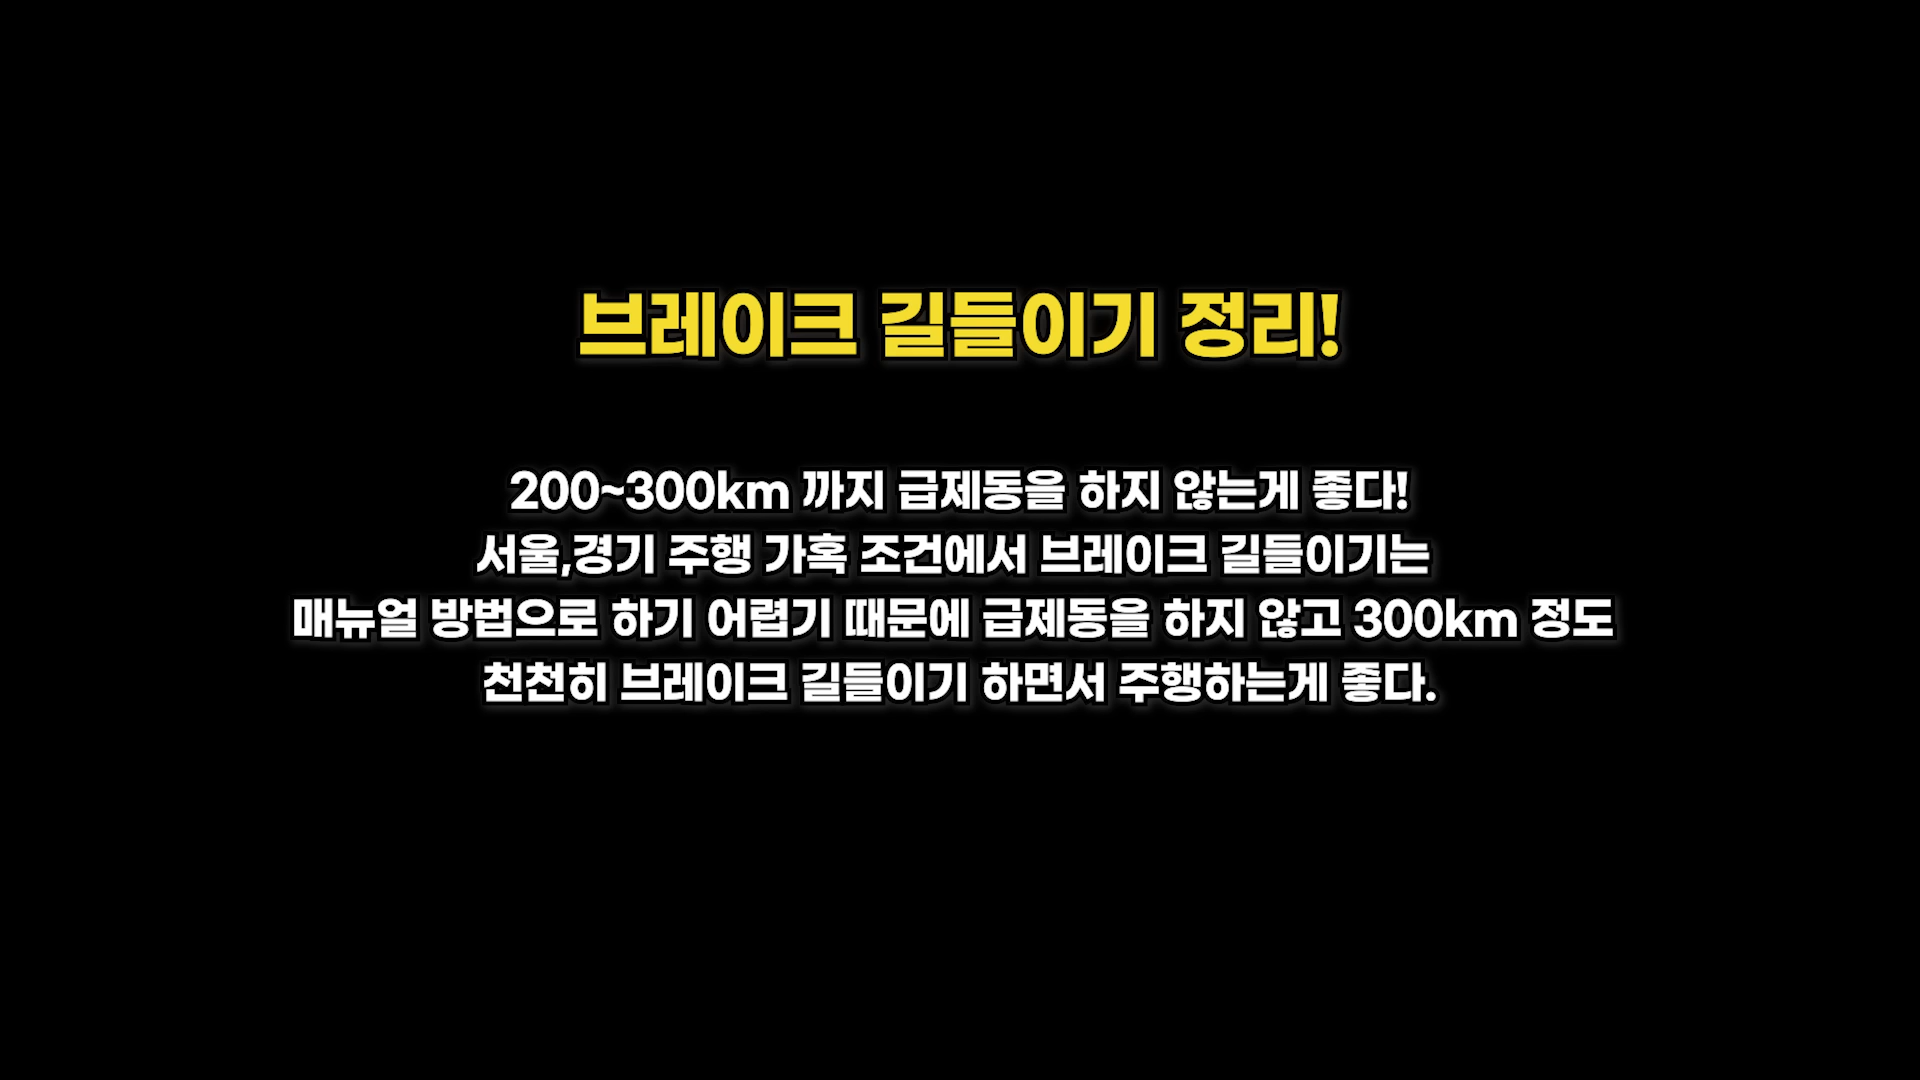 브레이크 길들이기 정리!
200~300km 까지 급제동을 하지 않는게 좋다!
서울,경기 주행 가혹 조건에서 브레이크 길들이기는
매뉴얼 방법으로 하기 어렵기 때문에 급제동을 하지 않고 300km 정도
천천히 브레이크 길들이기 하면서 주행하는게 좋다.